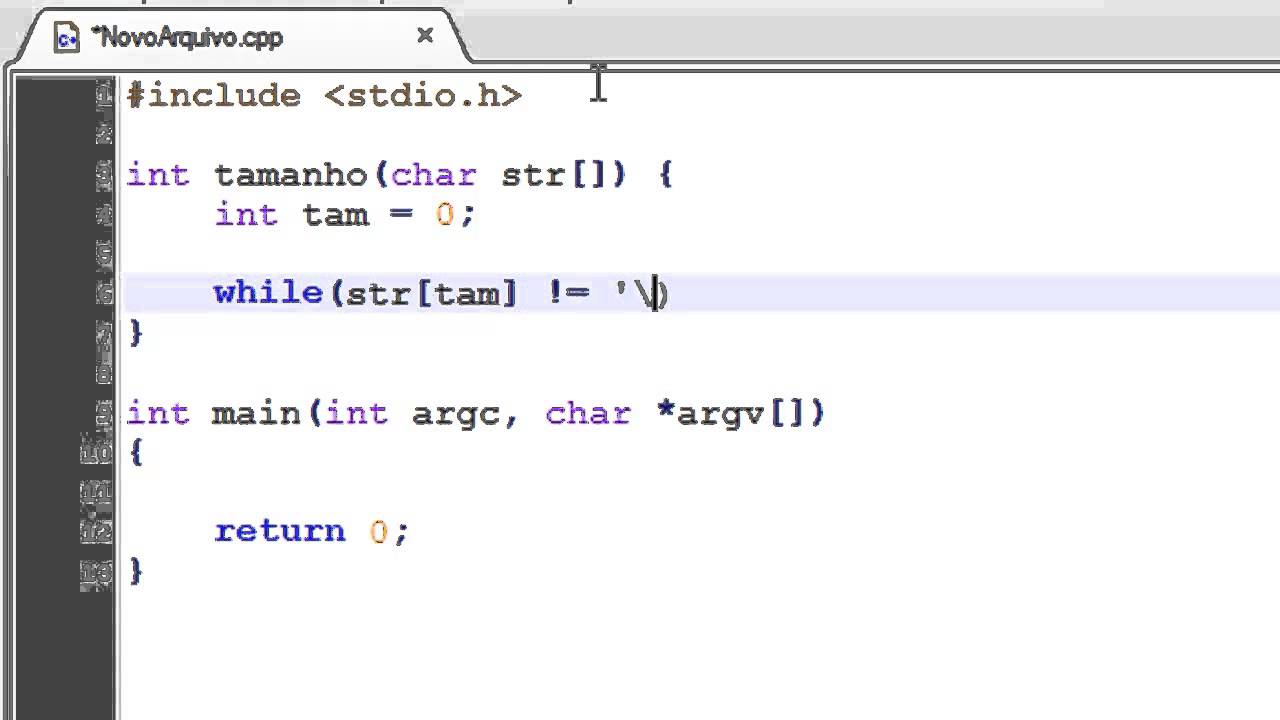 *NovoArquivo.cpp ×
1 #include <stdio.h>
2
3 int tamanho(char str[]) {
4 int tam = 0;
5
6 while(str[tam] != '\)
7 }
8
9 int main(int argc, char *argv[])
10 {
11
12 return 0;
13 }